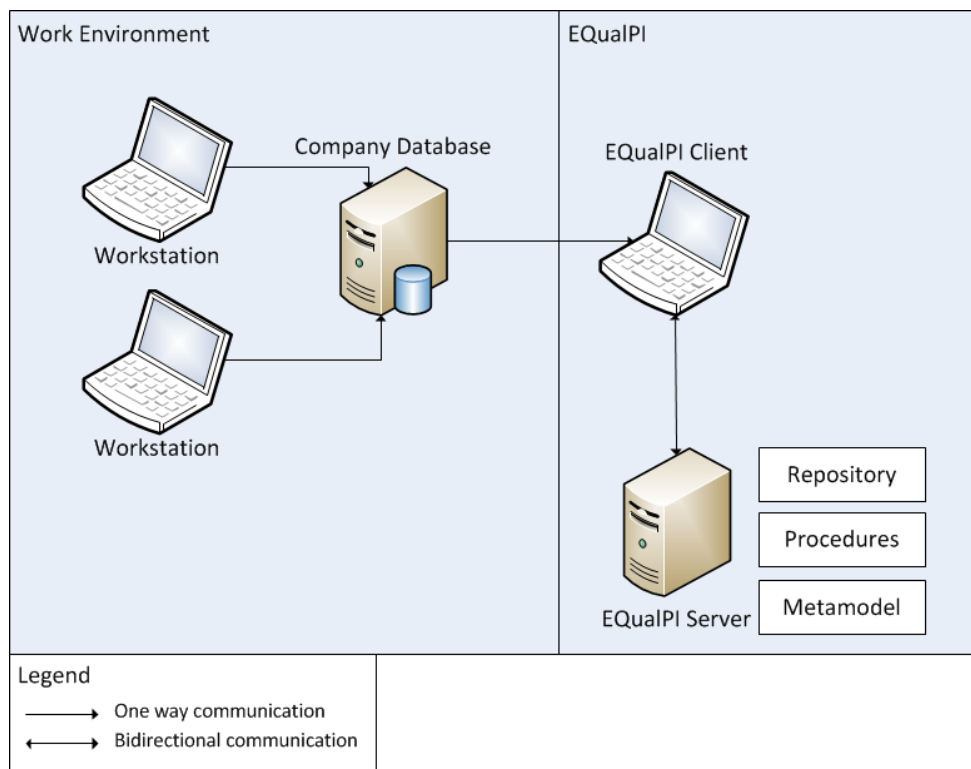 Work Environment
EQualPI
Company Database
EQualPI Client
Workstation
Workstation
Repository
Procedures
Metamodel
EQualPI Server
Legend
One way communication
Bidirectional communication